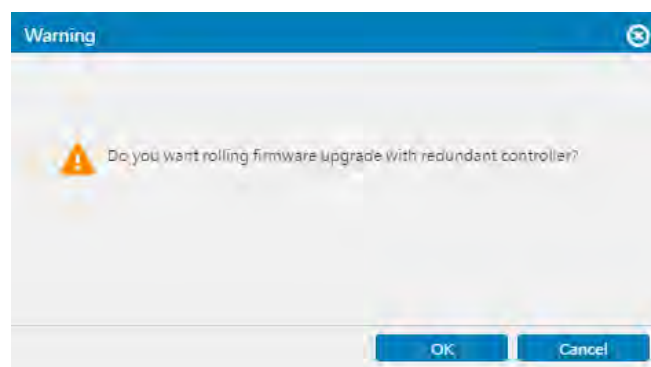 Warning
Do you want rolling firmware upgrade with redundant controller?
OK
Cancel